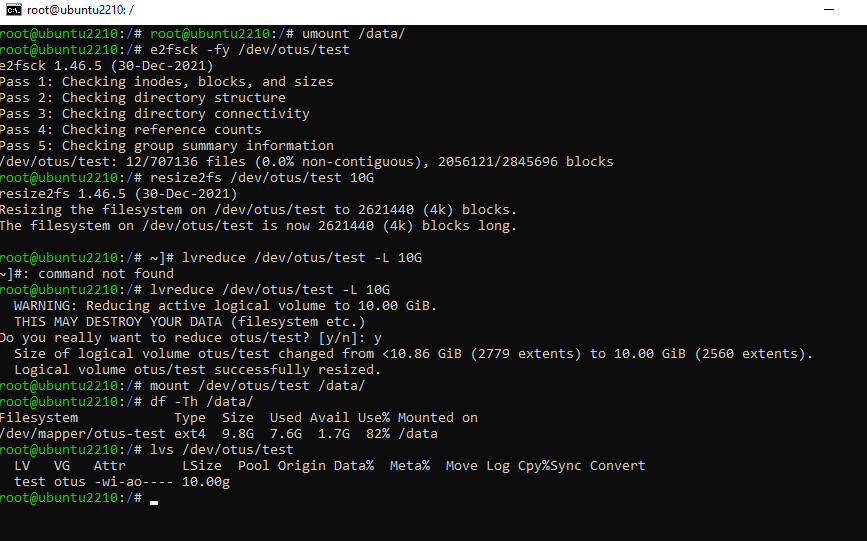 root@ubuntu2210: /
root@ubuntu2210:/# root@ubuntu2210:/# umount /data/
root@ubuntu2210:/# e2fsck -fy /dev/otus/test
e2fsck 1.46.5 (30-Dec-2021)
Pass 1: Checking inodes, blocks, and sizes
Pass 2: Checking directory structure
Pass 3: Checking directory connectivity
Pass 4: Checking reference counts
Pass 5: Checking group summary information
/dev/otus/test: 12/707136 files (0.0% non-contiguous), 2056121/2845696 blocks
root@ubuntu2210:/# resize2fs /dev/otus/test 10G
resize2fs 1.46.5 (30-Dec-2021)
Resizing the filesystem on /dev/otus/test to 2621440 (4k) blocks.
The filesystem on /dev/otus/test is now 2621440 (4k) blocks long.
root@ubuntu2210:/# ~]# lvreduce /dev/otus/test -L 10G
~]#: command not found
root@ubuntu2210:/# lvreduce /dev/otus/test -L 10G
  WARNING: Reducing active logical volume to 10.00 GiB.
  THIS MAY DESTROY YOUR DATA (filesystem etc.)
Do you really want to reduce otus/test? [y/n]: y
  Size of logical volume otus/test changed from <10.86 GiB (2779 extents) to 10.00 GiB (2560 extents).
  Logical volume otus/test successfully resized.
root@ubuntu2210:/# mount /dev/otus/test /data/
root@ubuntu2210:/# df -Th /data/
Filesystem            Type  Size  Used Avail Use% Mounted on
/dev/mapper/otus-test ext4  9.8G  7.6G  1.7G  82% /data
root@ubuntu2210:/# lvs /dev/otus/test
  LV   VG   Attr       LSize  Pool Origin Data%  Meta%  Move Log Cpy%Sync Convert
  test otus -wi-ao---- 10.00g
root@ubuntu2210:/#